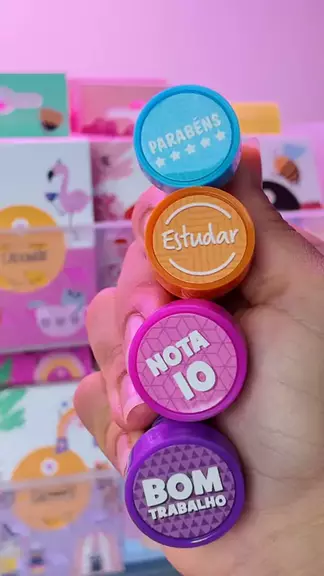 PARABÉNS
Estudar
NOTA
10
BOM
TRABALHO